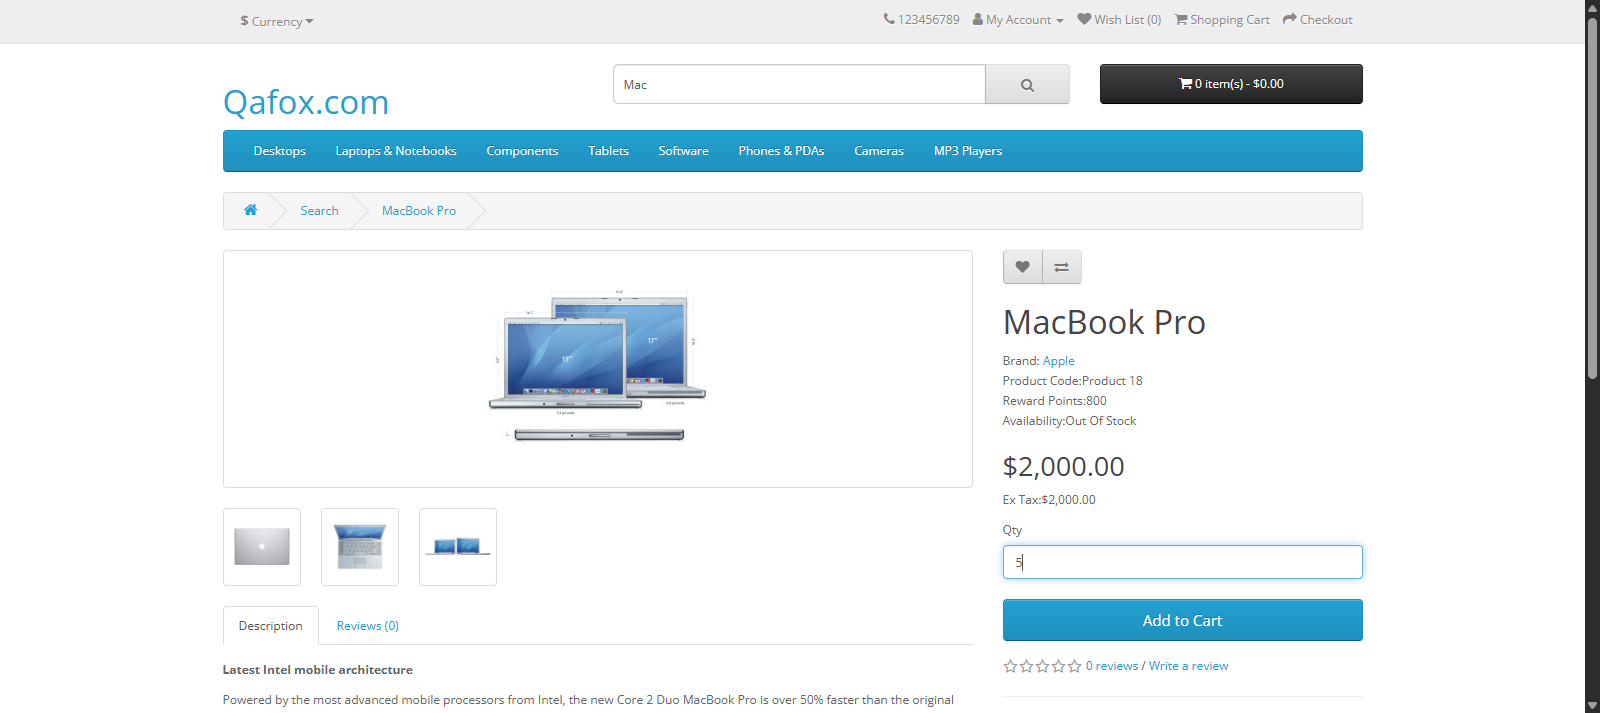 $ Currency
123456789 My Account Wish List (0) Shopping Cart Checkout
Qafox.com
Mac
0 item(s) - $0.00
Desktops Laptops & Notebooks Components Tablets Software Phones & PDAs Cameras MP3 Players
Search MacBook Pro
15"
17"
MacBook Pro
Brand: Apple
Product Code:Product 18
Reward Points:800
Availability:Out Of Stock
$2,000.00
Ex Tax:$2,000.00
Qty
5
Add to Cart
0 reviews / Write a review
Description Reviews (0)
Latest Intel mobile architecture
Powered by the most advanced mobile processors from Intel, the new Core 2 Duo MacBook Pro is over 50% faster than the original